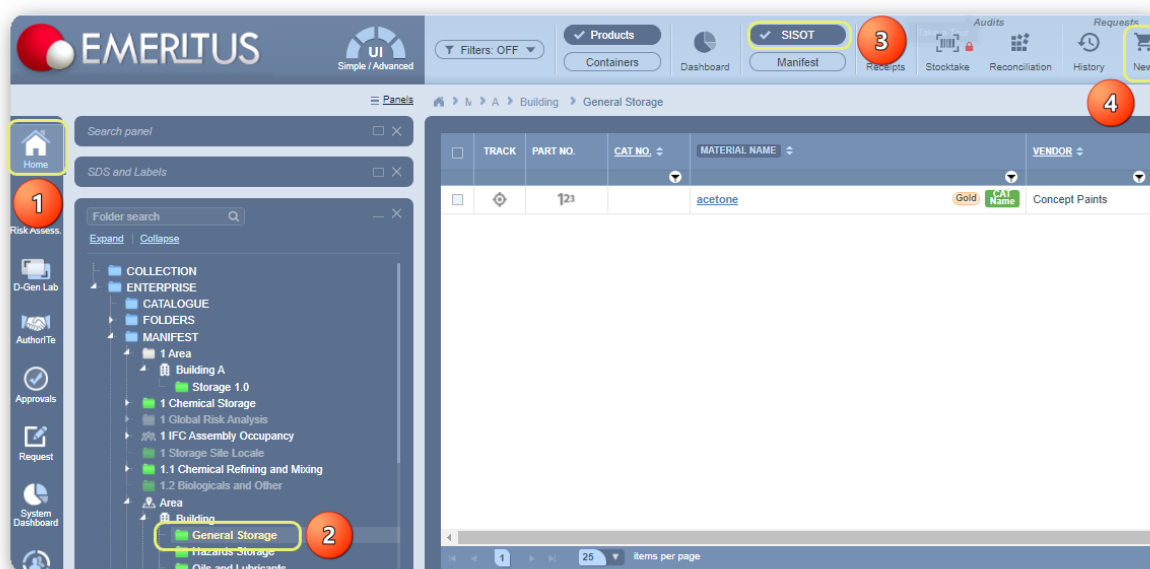 EMERITUS
UI
Simple / Advanced
Filters: OFF
Products
Containers
Dashboard
SISOT
Manifest
3
Receipts
Audits
Stocktake
Reconciliation
Requests
History
New
4
Panels
A
Building
General Storage
Home
1
Risk Assess.
D-Gen Lab
AuthorITe
Approvals
Request
System
Dashboard
Search panel
SDS and Labels
Folder search
Expand
Collapse
COLLECTION
ENTERPRISE
CATALOGUE
FOLDERS
MANIFEST
1 Area
Building A
Storage 1.0
1 Chemical Storage
1 Global Risk Analysis
1 IFC Assembly Occupancy
1 Storage Site Locale
1.1 Chemical Refining and Mixing
1.2 Biologicals and Other
Area
Building
General Storage
2
Hazards Storage
Oils and Lubricants
TRACK PART NO. CAT NO. MATERIAL NAME VENDOR
123 acetone Gold CAT Name Concept Paints
1 25 items per page